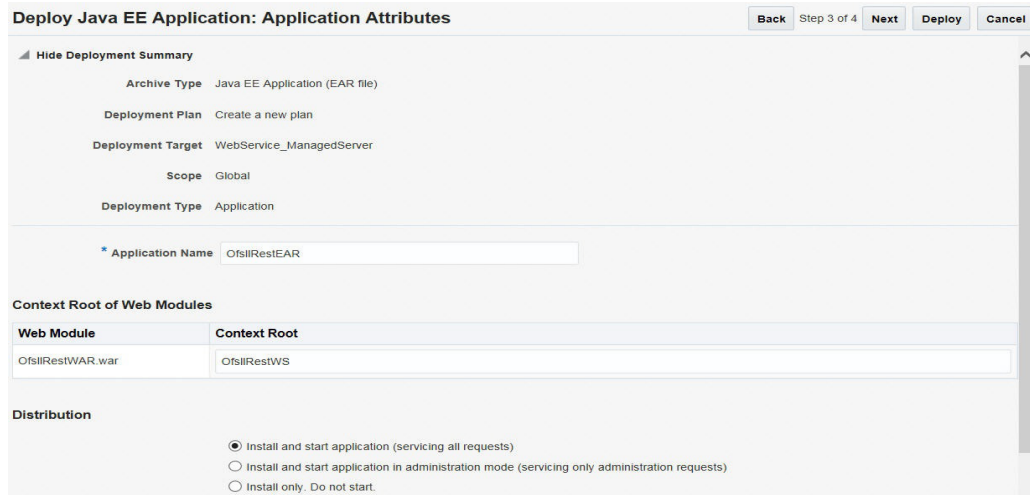 Deploy Java EE Application: Application Attributes
Back Step 3 of 4 Next Deploy Cancel
Hide Deployment Summary
Archive Type Java EE Application (EAR file)
Deployment Plan Create a new plan
Deployment Target WebService_ManagedServer
Scope Global
Deployment Type Application
* Application Name OfsllRestEAR
Context Root of Web Modules
Web Module Context Root
OfsllRestWAR.war OfsllRestWS
Distribution
Install and start application (servicing all requests)
Install and start application in administration mode (servicing only administration requests)
Install only. Do not start.